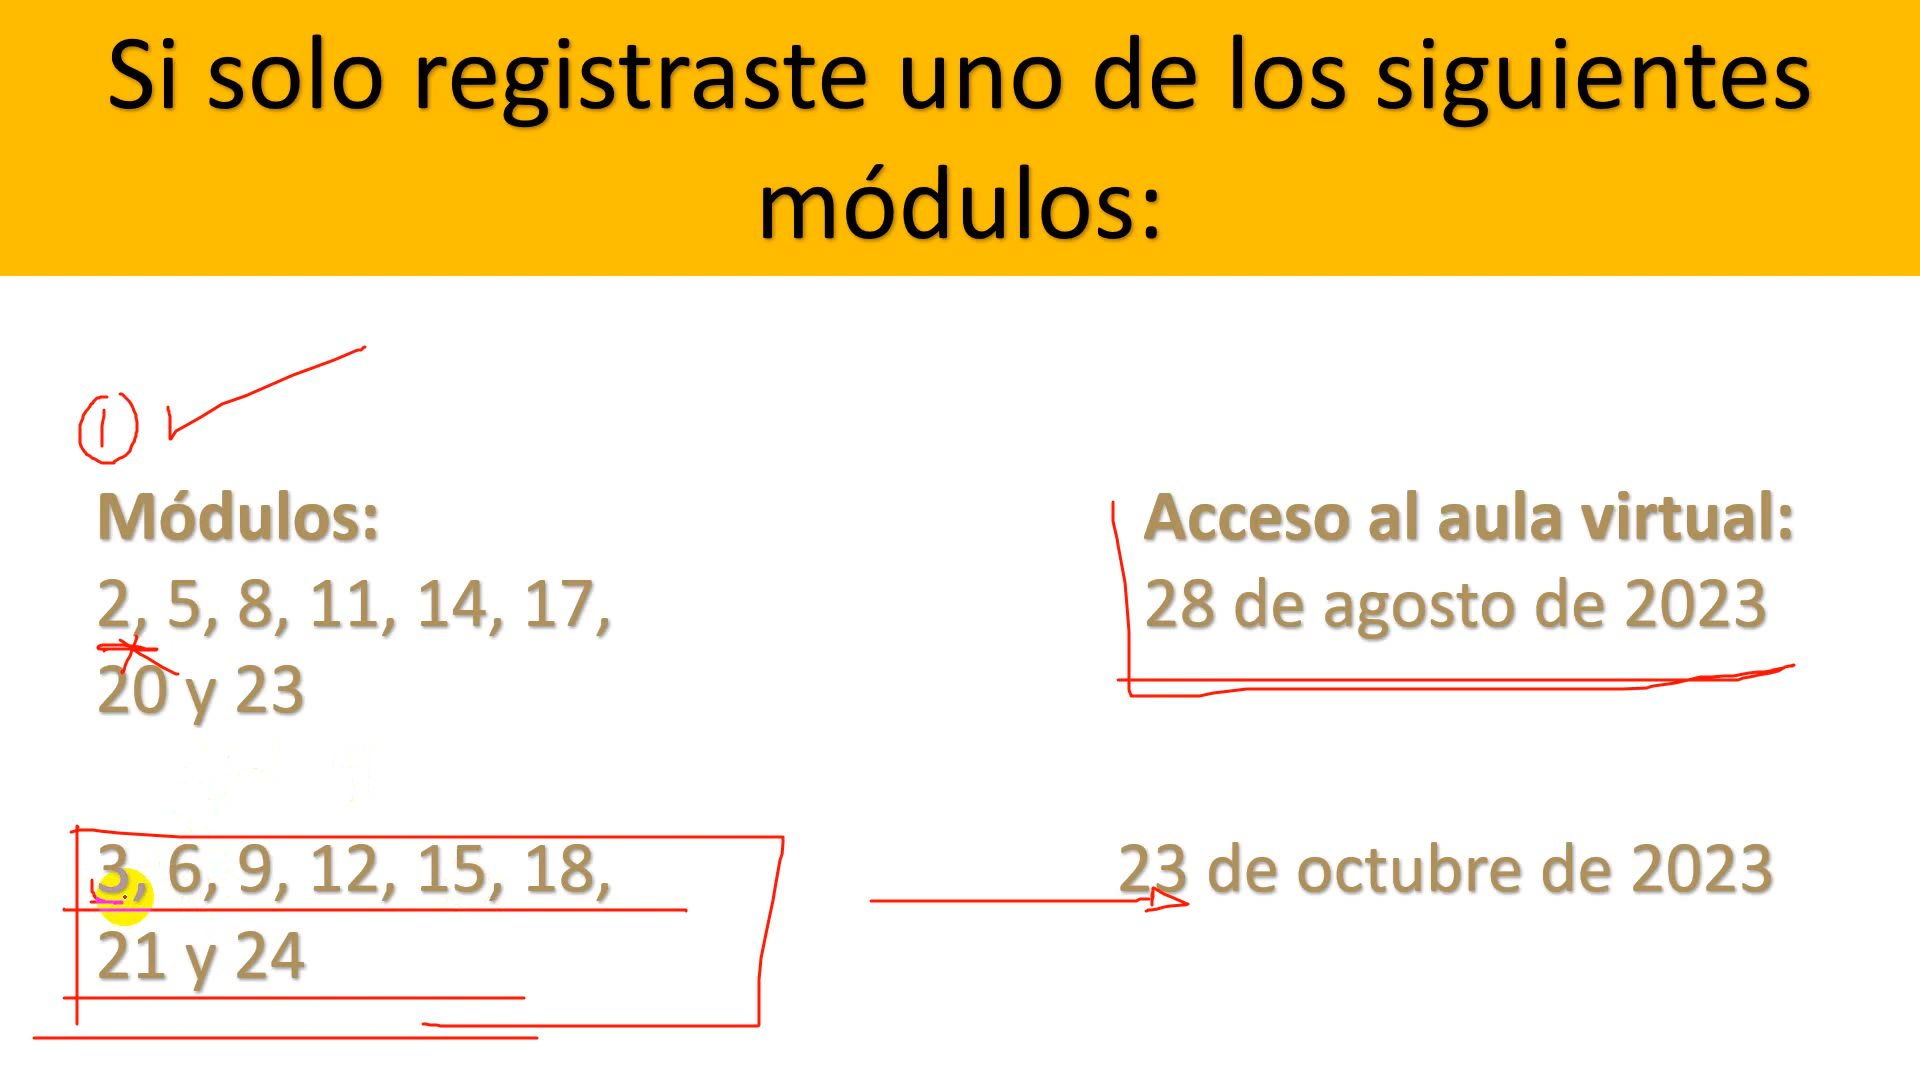 Si solo registraste uno de los siguientes
módulos:
1
Módulos:
2, 5, 8, 11, 14, 17,
20 y 23
Acceso al aula virtual:
28 de agosto de 2023
3, 6, 9, 12, 15, 18,
21 y 24
23 de octubre de 2023